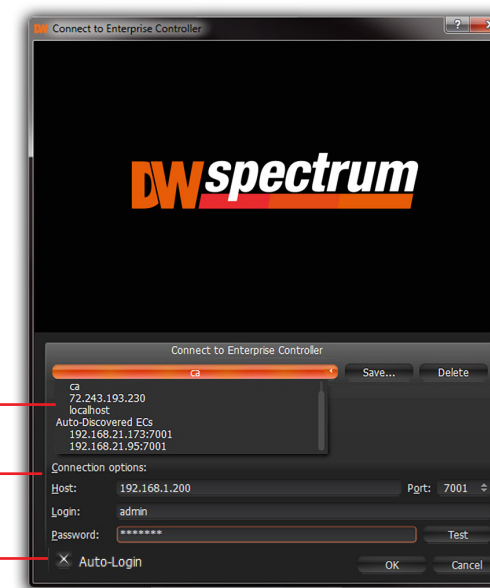 DW Connect to Enterprise Controller ?
DW spectrum
Connect to Enterprise Controller
ca Save... Delete
ca
72.243.193.230
localhost
Auto-Discovered ECs
192.168.21.173:7001
192.168.21.95:7001
Connection options:
Host: 192.168.1.200 Port: 7001
Login: admin
Password: ******* Test
Auto-Login OK Cancel